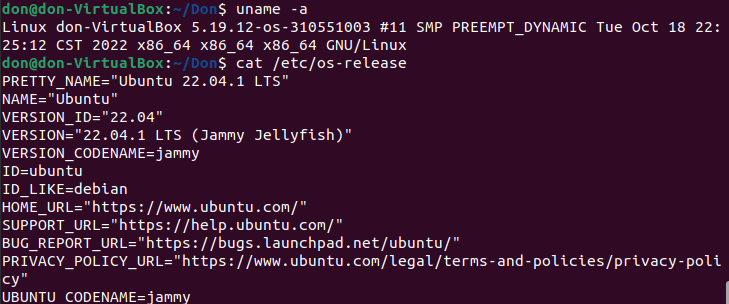 don@don-VirtualBox:~/Don$ uname -a
Linux don-VirtualBox 5.19.12-os-310551003 #11 SMP PREEMPT_DYNAMIC Tue Oct 18 22:
25:12 CST 2022 x86_64 x86_64 x86_64 GNU/Linux
don@don-VirtualBox:~/Don$ cat /etc/os-release
PRETTY_NAME="Ubuntu 22.04.1 LTS"
NAME="Ubuntu"
VERSION_ID="22.04"
VERSION="22.04.1 LTS (Jammy Jellyfish)"
VERSION_CODENAME=jammy
ID=ubuntu
ID_LIKE=debian
HOME_URL="https://www.ubuntu.com/"
SUPPORT_URL="https://help.ubuntu.com/"
BUG_REPORT_URL="https://bugs.launchpad.net/ubuntu/"
PRIVACY_POLICY_URL="https://www.ubuntu.com/legal/terms-and-policies/privacy-poli
cy"
UBUNTU_CODENAME=jammy